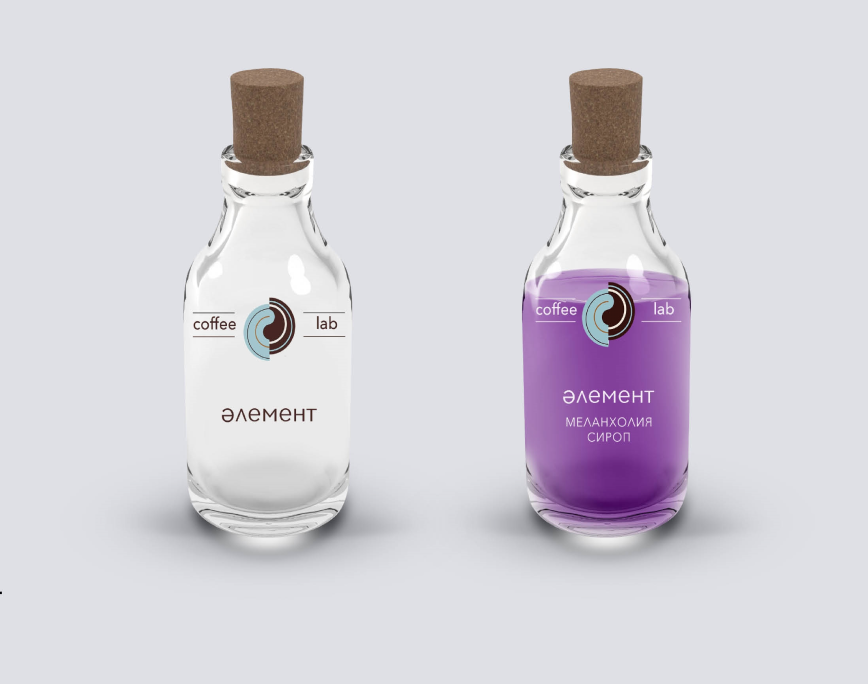 coffee lab
әлемент
coffee lab
әлемент
МЕЛАНХОЛИЯ
СИРОП